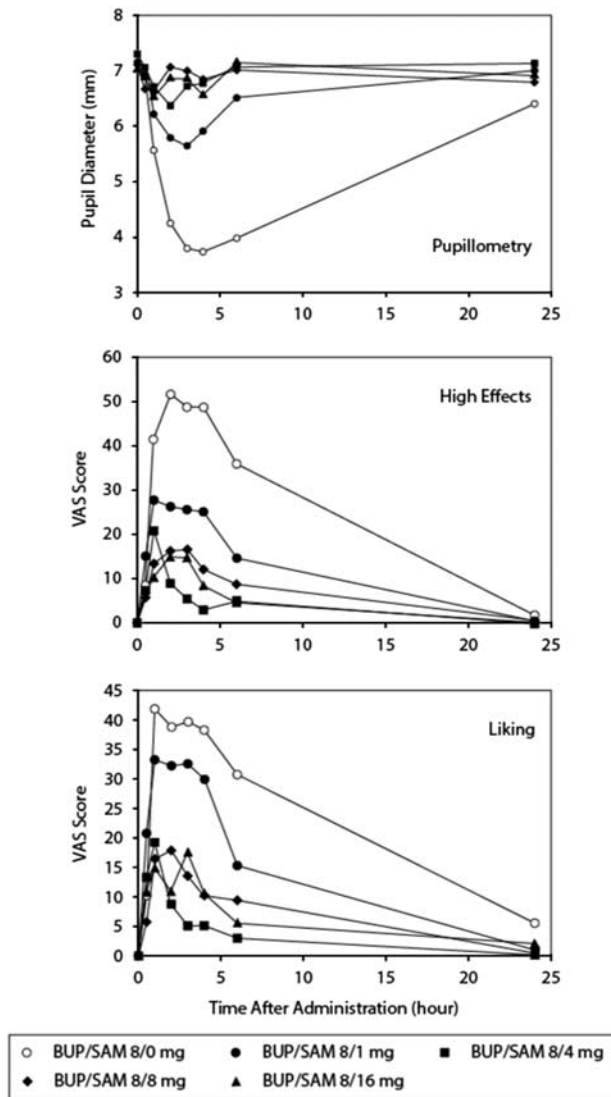 8
7
6
5
4
3
Pupil Diameter (mm)
Pupillometry
0 5 10 15 20 25
60
50
40
30
20
10
0
VAS Score
High Effects
0 5 10 15 20 25
45
40
35
30
25
20
15
10
5
0
VAS Score
Liking
0 5 10 15 20 25
Time After Administration (hour)
BUP/SAM 8/0 mg BUP/SAM 8/1 mg BUP/SAM 8/4 mg
BUP/SAM 8/8 mg BUP/SAM 8/16 mg